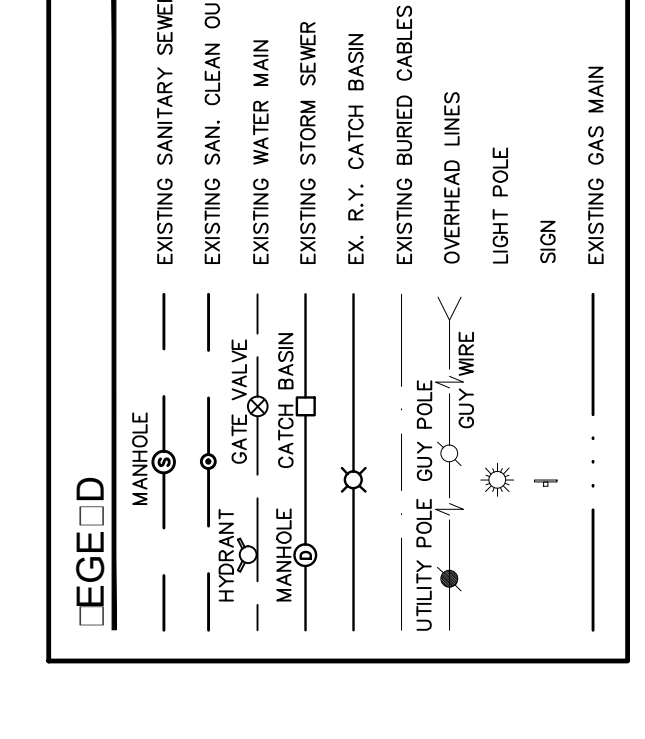 □EGE□D
MANHOLE
S
EXISTING SANITARY SEWE
EXISTING SAN. CLEAN OU
HYDRANT
GATE VALVE
EXISTING WATER MAIN
MANHOLE
CATCH BASIN
D
EXISTING STORM SEWER
EX. R.Y. CATCH BASIN
EXISTING BURIED CABLES
UTILITY POLE
GUY POLE
GUY WIRE
OVERHEAD LINES
LIGHT POLE
SIGN
EXISTING GAS MAIN